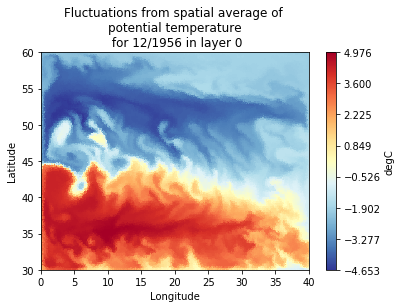 Fluctuations from spatial average of
potential temperature
for 12/1956 in layer 0
60
55
50
45
40
35
30
Latitude
0 5 10 15 20 25 30 35 40
Longitude
4.976
3.600
2.225
0.849
−0.526
−1.902
−3.277
−4.653
degC